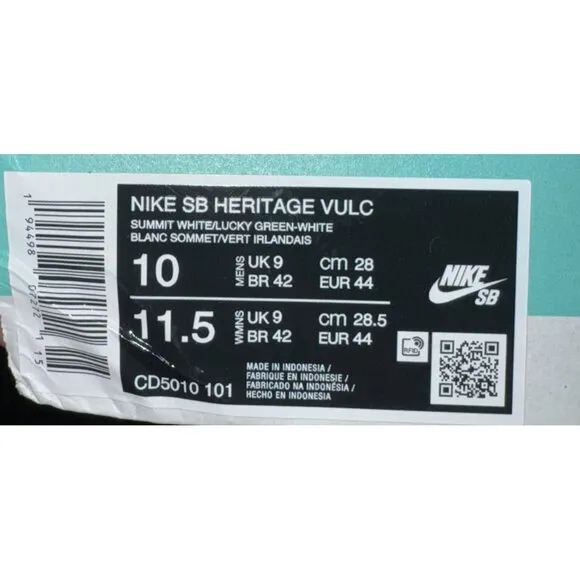 NIKE SB HERITAGE VULC
SUMMIT WHITE/LUCKY GREEN-WHITE
BLANC SOMMET/VERT IRLANDAIS
10 MENS UK 9 cm 28
BR 42 EUR 44
11.5 WMNS UK 9 cm 28.5
BR 42 EUR 44
NIKE
SB
RFID
CD5010 101
MADE IN INDONESIA /
FABRIQUE EN INDONESIE /
FABRICADO NA INDONÉSIA /
HECHO EN INDONESIA